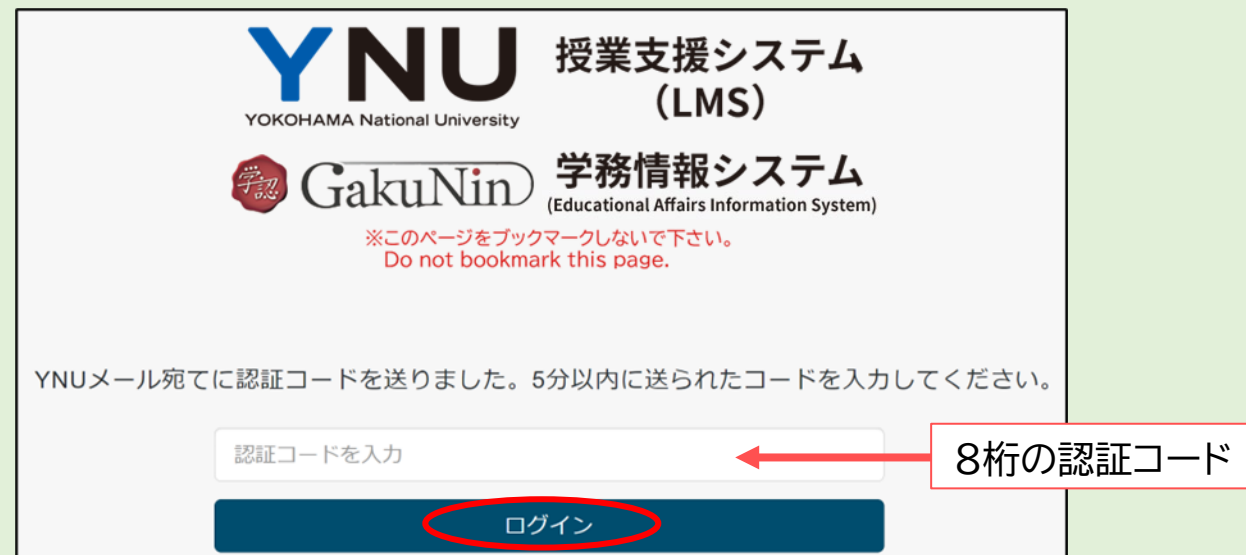 YNU
YOKOHAMA National University
授業支援システム
(LMS)
学認
GakuNin
学務情報システム
(Educational Affairs Information System)
※このページをブックマークしないで下さい。
Do not bookmark this page.
YNUメール宛てに認証コードを送りました。5分以内に送られたコードを入力してください。
認証コードを入力
8桁の認証コード
ログイン